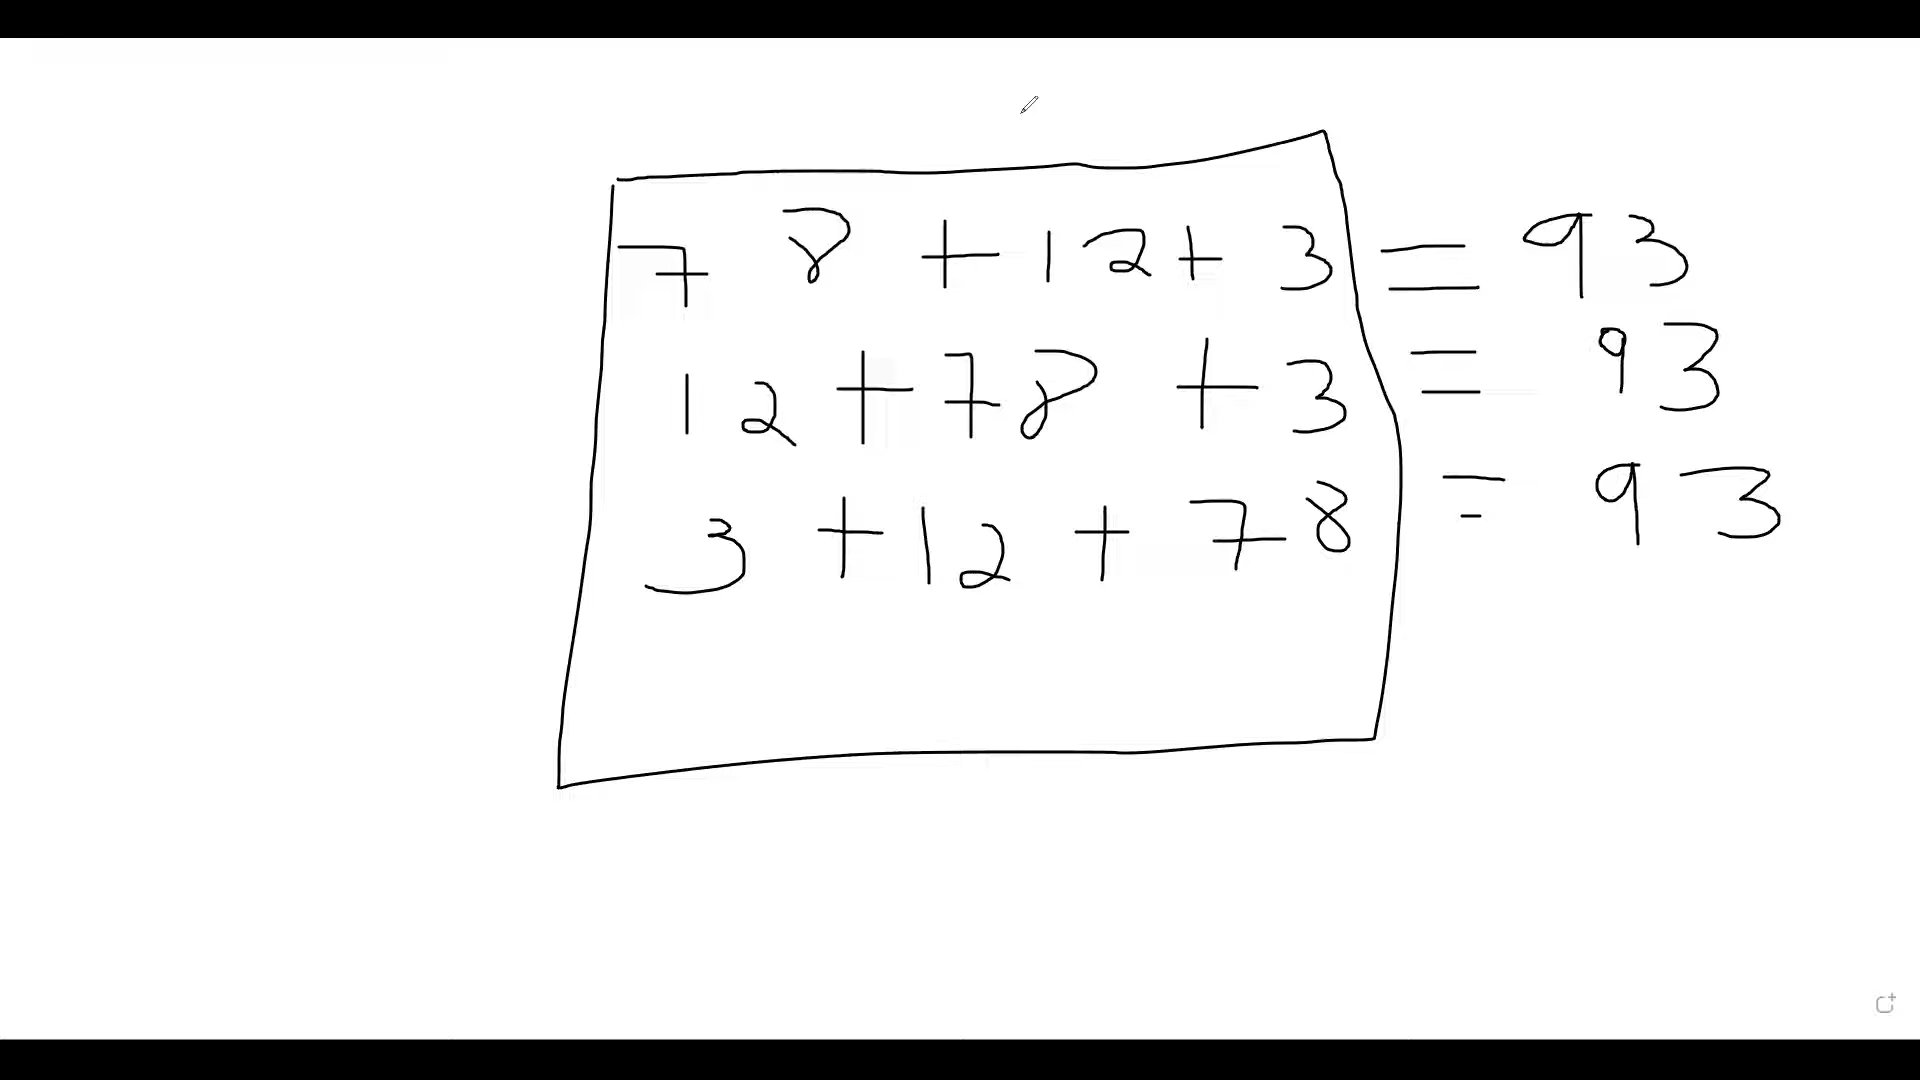 78 + 12 + 3 = 93
12 + 78 + 3 = 93
3 + 12 + 78 = 93